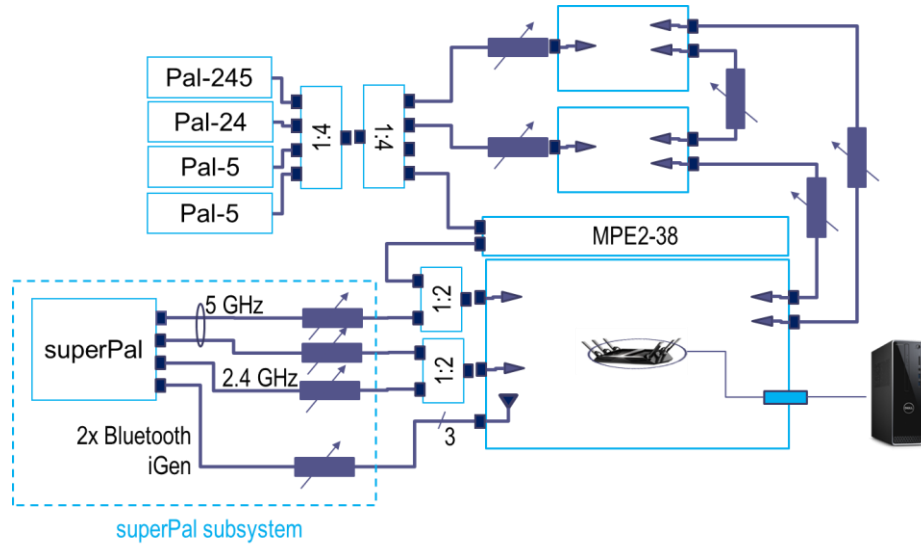 Pal-245
Pal-24
Pal-5
Pal-5
1:4
1:4
MPE2-38
1:2
5 GHz
superPal
1:2
2.4 GHz
3
2x Bluetooth
iGen
superPal subsystem